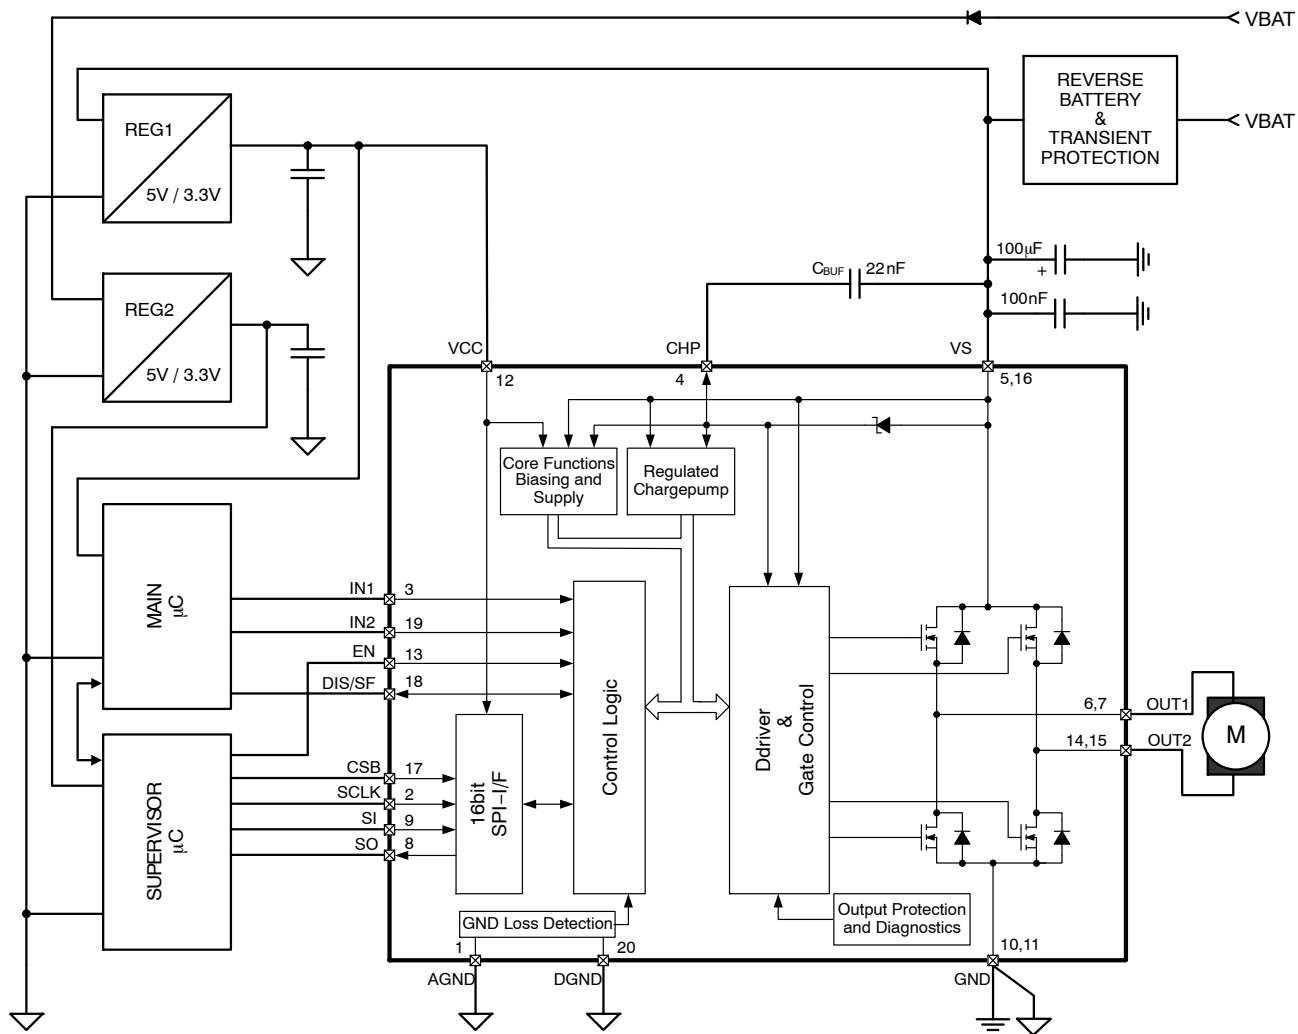 VBAT
REVERSE
BATTERY
&
TRANSIENT
PROTECTION
VBAT
REG1
5V / 3.3V
REG2
5V / 3.3V
100μF
+
CBUF
22nF
100nF
VCC
CHP
VS
12
4
5,16
Core Functions
Biasing and
Supply
Regulated
Chargepump
MAIN
μC
IN1
3
IN2
19
EN
13
DIS/SF
18
SUPERVISOR
μC
CSB
17
SCLK
2
SI
9
SO
8
16bit
SPI-I/F
Control Logic
Ddriver
&
Gate Control
6,7
OUT1
14,15
OUT2
M
GND Loss Detection
Output Protection
and Diagnostics
1
20
10,11
AGND
DGND
GND